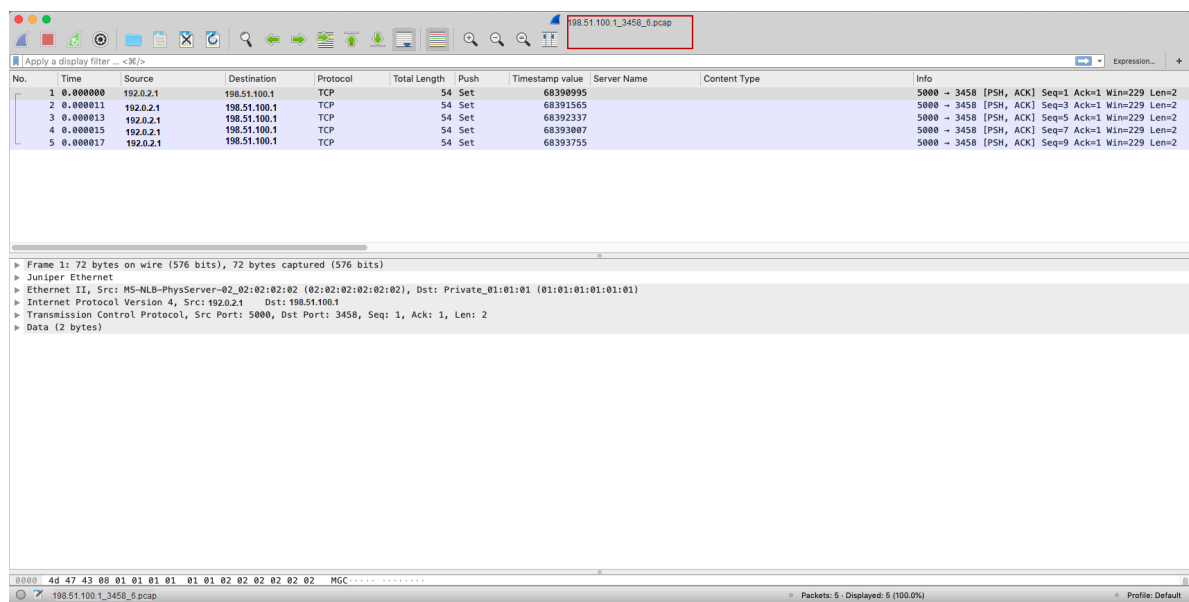 198.51.100.1_3458_6.pcap
Apply a display filter ... <⌘/>
Expression... +
No. Time Source Destination Protocol Total Length Push Timestamp value Server Name Content Type Info
1 0.000000 192.0.2.1 198.51.100.1 TCP 54 Set 68390995 5000 → 3458 [PSH, ACK] Seq=1 Ack=1 Win=229 Len=2
2 0.000011 192.0.2.1 198.51.100.1 TCP 54 Set 68391565 5000 → 3458 [PSH, ACK] Seq=3 Ack=1 Win=229 Len=2
3 0.000013 192.0.2.1 198.51.100.1 TCP 54 Set 68392337 5000 → 3458 [PSH, ACK] Seq=5 Ack=1 Win=229 Len=2
4 0.000015 192.0.2.1 198.51.100.1 TCP 54 Set 68393007 5000 → 3458 [PSH, ACK] Seq=7 Ack=1 Win=229 Len=2
5 0.000017 192.0.2.1 198.51.100.1 TCP 54 Set 68393755 5000 → 3458 [PSH, ACK] Seq=9 Ack=1 Win=229 Len=2
Frame 1: 72 bytes on wire (576 bits), 72 bytes captured (576 bits)
Juniper Ethernet
Ethernet II, Src: MS-NLB-PhysServer-02_02:02:02:02 (02:02:02:02:02:02), Dst: Private_01:01:01 (01:01:01:01:01:01)
Internet Protocol Version 4, Src: 192.0.2.1 Dst: 198.51.100.1
Transmission Control Protocol, Src Port: 5000, Dst Port: 3458, Seq: 1, Ack: 1, Len: 2
Data (2 bytes)
0000 4d 47 43 08 01 01 01 01 01 01 02 02 02 02 02 02 MGC····· ········
198.51.100.1_3458_6.pcap Packets: 5 · Displayed: 5 (100.0%) Profile: Default